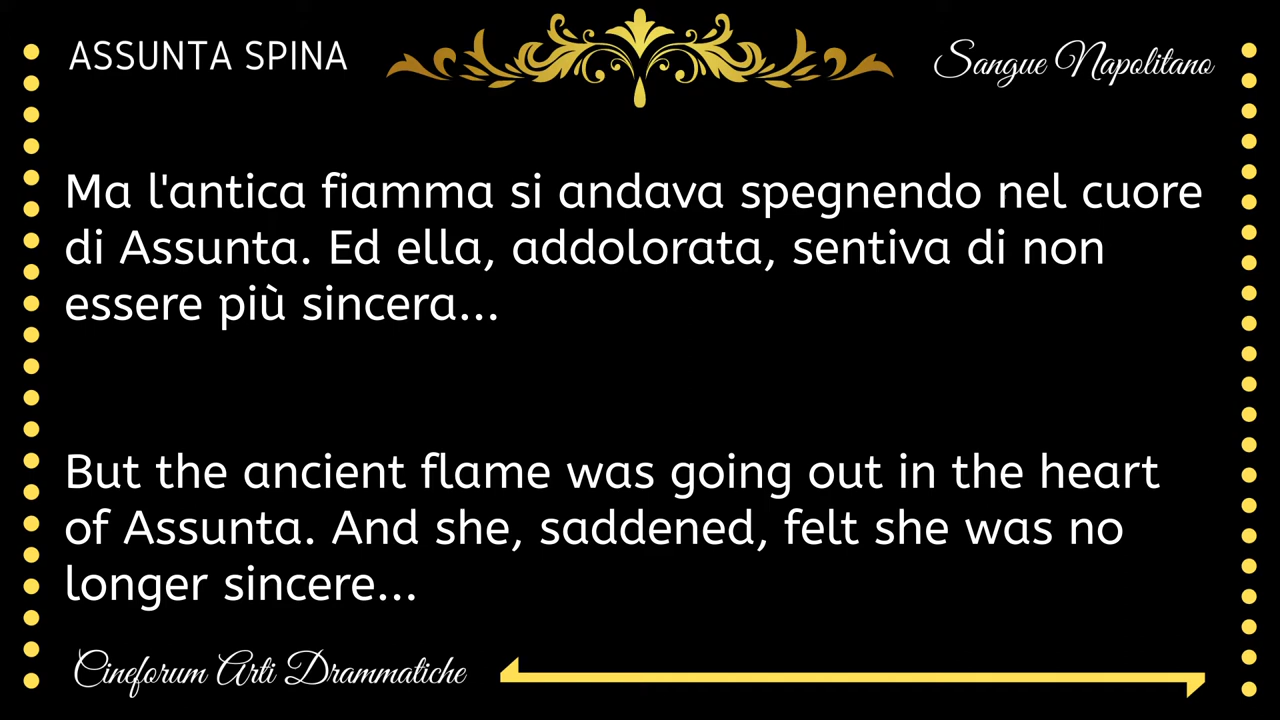 ASSUNTA SPINA
Sangue Napolitano
Ma l'antica fiamma si andava spegnendo nel cuore
di Assunta. Ed ella, addolorata, sentiva di non
essere più sincera...
But the ancient flame was going out in the heart
of Assunta. And she, saddened, felt she was no
longer sincere...
Cineforum Arti Drammatiche